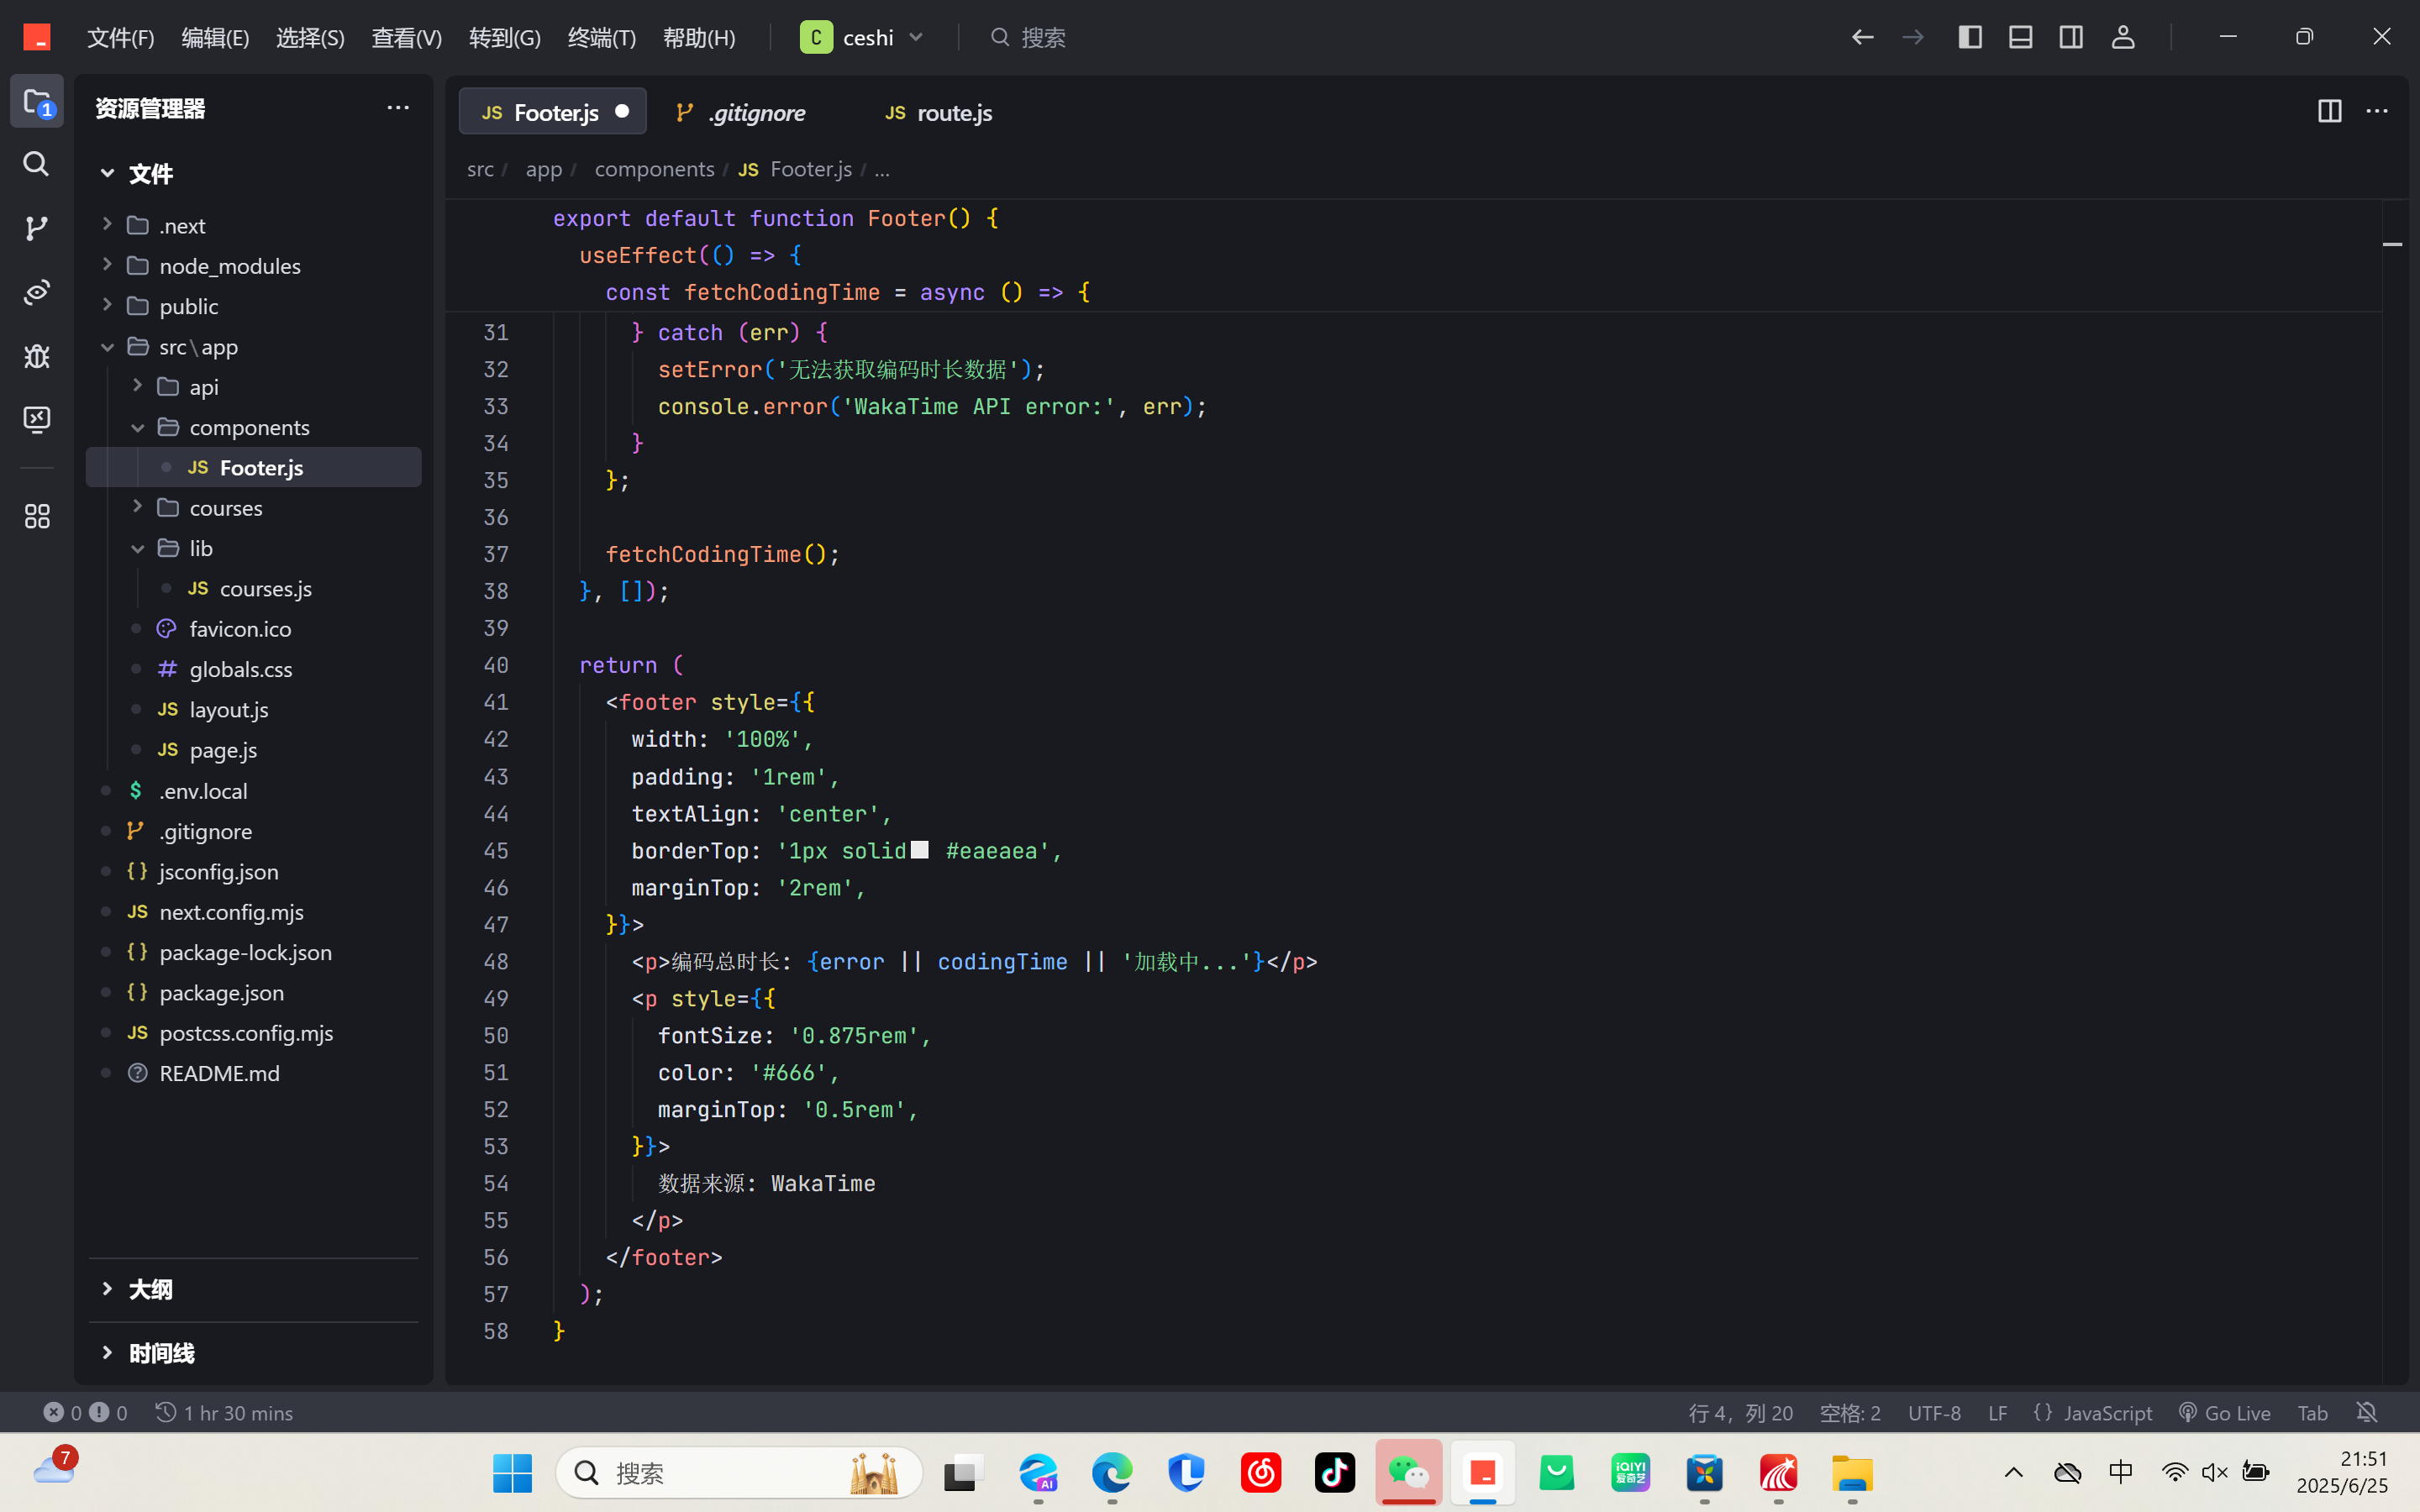 文件(F) 编辑(E) 选择(S) 查看(V) 转到(G) 终端(T) 帮助(H) C ceshi 搜索
1
资源管理器
文件
.next
node_modules
public
src\app
api
components
JS Footer.js
courses
lib
JS courses.js
favicon.ico
# globals.css
JS layout.js
JS page.js
$ .env.local
.gitignore
{} jsconfig.json
JS next.config.mjs
{} package-lock.json
{} package.json
JS postcss.config.mjs
README.md
大纲
时间线
JS Footer.js .gitignore JS route.js
src / app / components / JS Footer.js / ...
export default function Footer() {
useEffect(() => {
const fetchCodingTime = async () => {
31 } catch (err) {
32 setError('无法获取编码时长数据');
33 console.error('WakaTime API error:', err);
34 }
35 };
36
37 fetchCodingTime();
38 }, []);
39
40 return (
41 <footer style={{
42 width: '100%',
43 padding: '1rem',
44 textAlign: 'center',
45 borderTop: '1px solid #eaeaea',
46 marginTop: '2rem',
47 }}>
48 <p>编码总时长: {error || codingTime || '加载中...'}</p>
49 <p style={{
50 fontSize: '0.875rem',
51 color: '#666',
52 marginTop: '0.5rem',
53 }}>
54 数据来源: WakaTime
55 </p>
56 </footer>
57 );
58 }
0 0 1 hr 30 mins 行 4，列 20 空格: 2 UTF-8 LF {} JavaScript Go Live Tab
7
搜索
AI
iQIYI
爱奇艺
中
21:51
2025/6/25